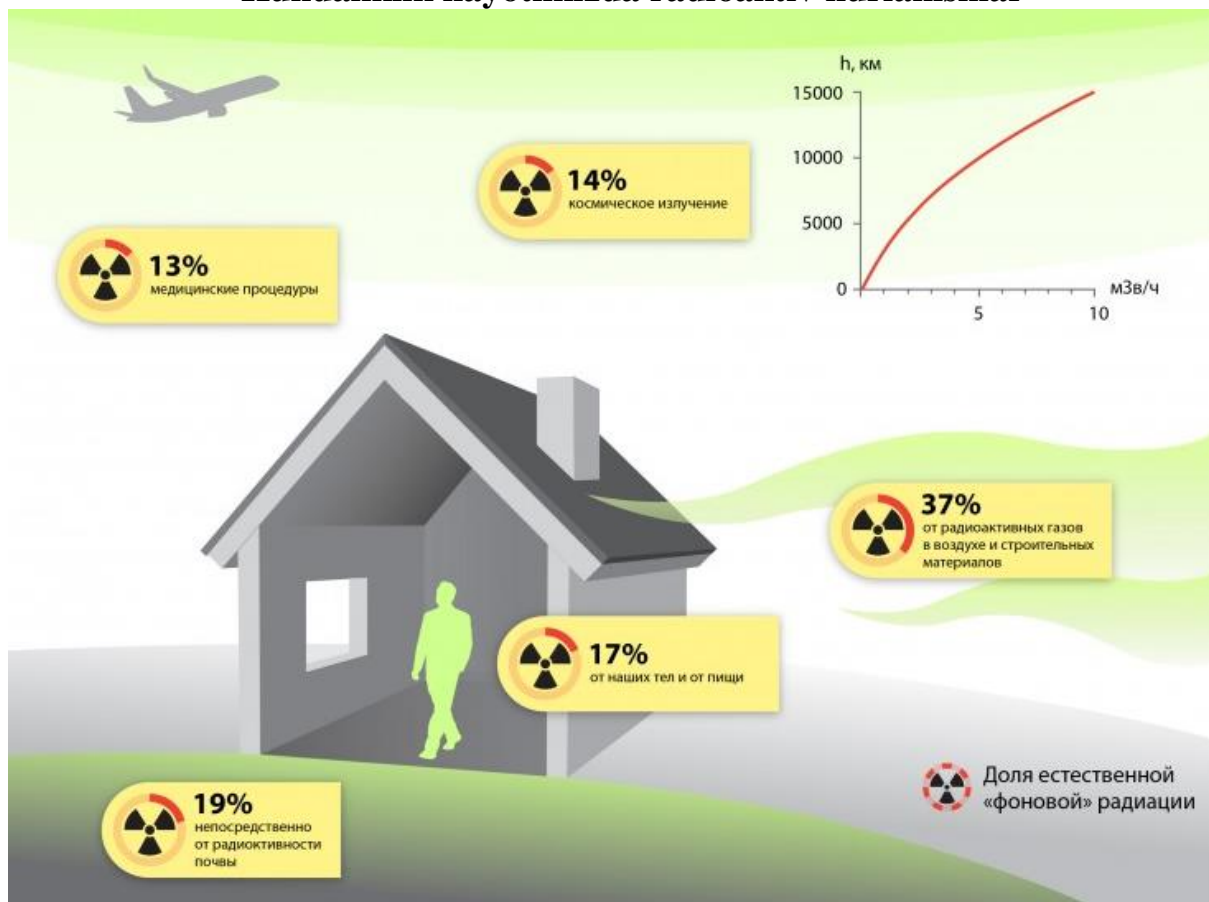 h, км
15000
10000
5000
0
5
10
мЗв/ч
14%
космическое излучение
13%
медицинские процедуры
37%
от радиоактивных газов
в воздухе и строительных
материалов
17%
от наших тел и от пищи
19%
непосредственно
от радиоктивности
почвы
Доля естественной
«фоновой» радиации